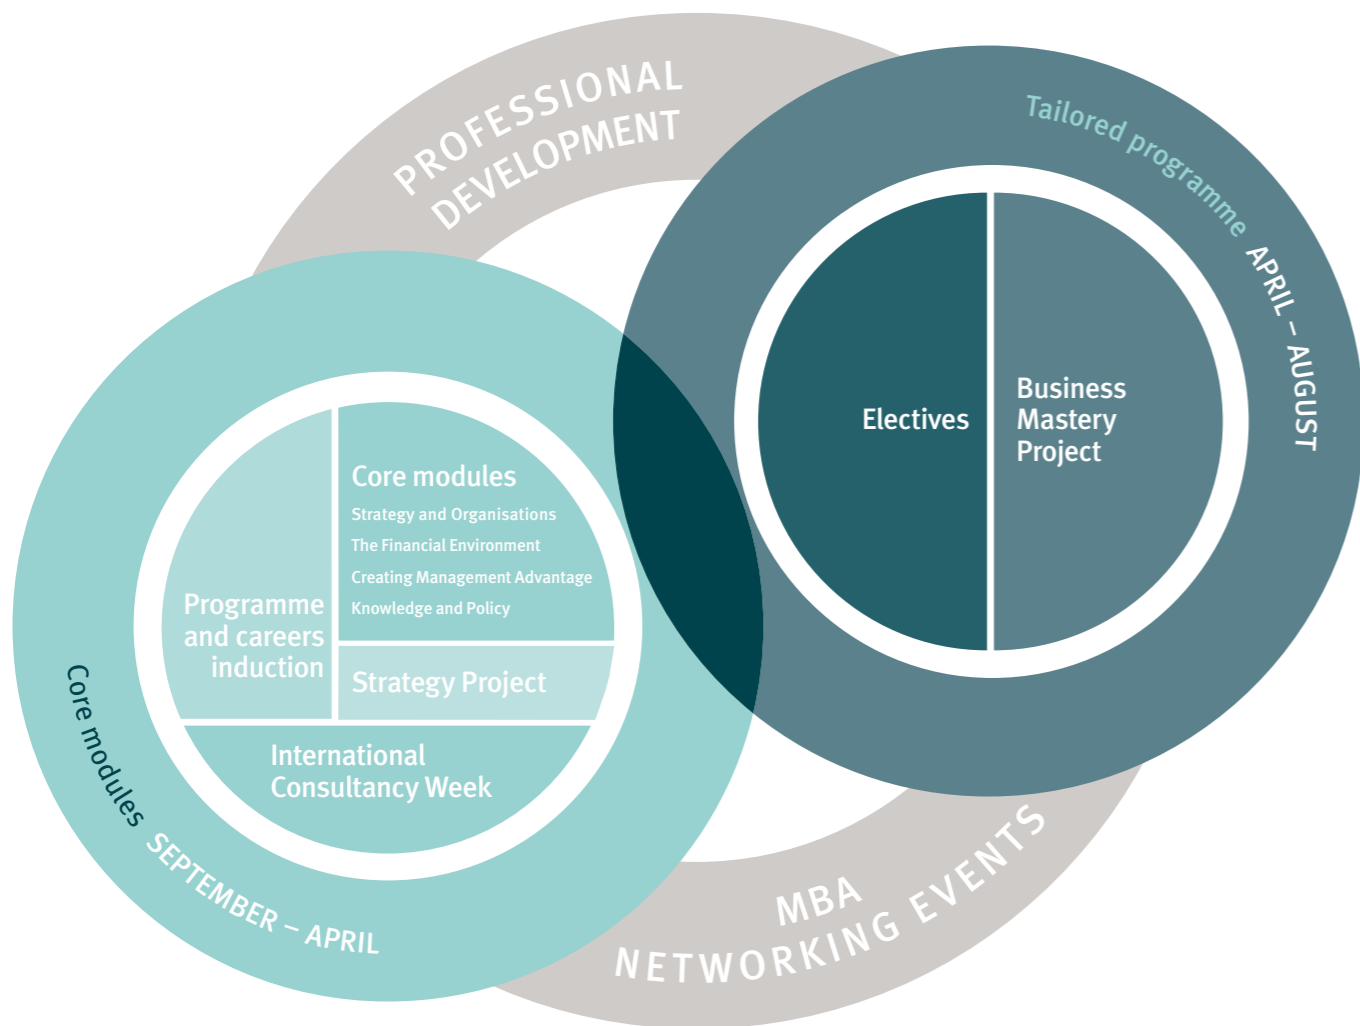 PROFESSIONAL
DEVELOPMENT
Tailored programme APRIL – AUGUST
Electives
Business
Mastery
Project
Core modules
Strategy and Organisations
The Financial Environment
Creating Management Advantage
Knowledge and Policy
Programme
and careers
induction
Strategy Project
International
Consultancy Week
Core modules SEPTEMBER – APRIL
MBA
NETWORKING EVENTS